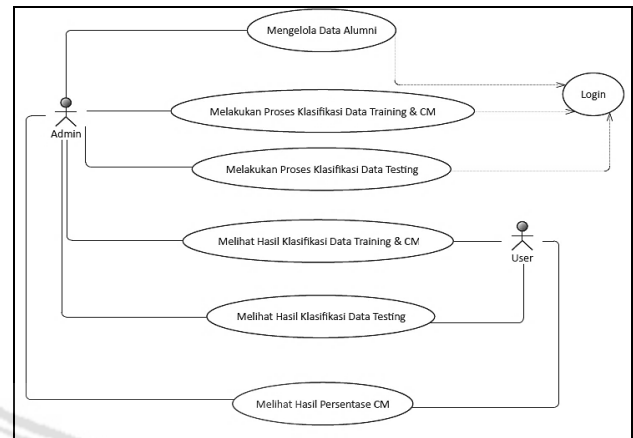 Mengelola Data Alumni
Login
Melakukan Proses Klasifikasi Data Training & CM
Admin
Melakukan Proses Klasifikasi Data Testing
Melihat Hasil Klasifikasi Data Training & CM
User
Melihat Hasil Klasifikasi Data Testing
Melihat Hasil Persentase CM